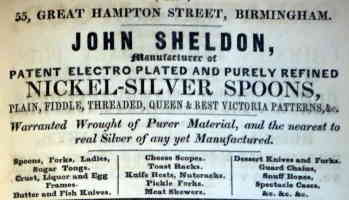 55, GREAT HAMPTON STREET, BIRMINGHAM.
JOHN SHELDON,
Manufacturer of
PATENT ELECTRO PLATED AND PURELY REFINED
NICKEL-SILVER SPOONS,
PLAIN, FIDDLE, THREADED, QUEEN & BEST VICTORIA PATTERNS, &c.
Warranted Wrought of Purer Material, and the nearest to
real Silver of any yet Manufactured.
Spoons, Forks, Ladles,
Sugar Tongs.
Cruet, Liquor and Egg
Frames.
Butter and Fish Knives.
Cheese Scopes.
Toast Racks.
Knife Rests, Nutcracks.
Pickle Forks.
Meat Skewers.
Dessert Knives and Forks.
Guard Chains,
Snuff Boxes,
Spectacle Cases,
&c. &c. &c.